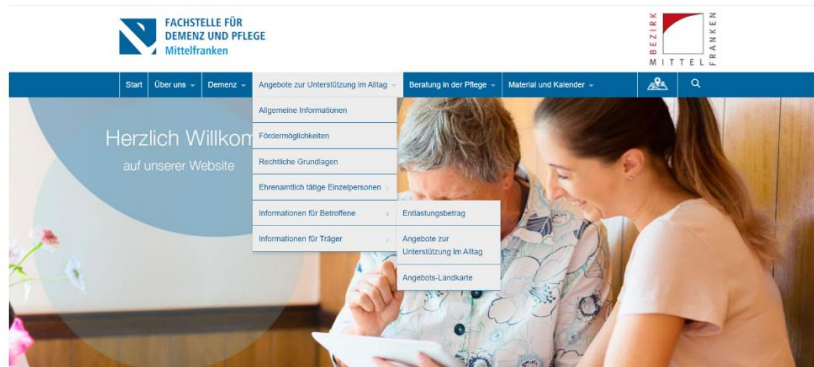 FACHSTELLE FÜR
DEMENZ UND PFLEGE
Mittelfranken
BEZIRK
MITTEL
FRANKEN
Start Über uns Demenz Angebote zur Unterstützung im Alltag Beratung in der Pflege Material und Kalender
Herzlich Willkom
auf unserer Website
Allgemeine Informationen
Fördermöglichkeiten
Rechtliche Grundlagen
Ehrenamtlich tätige Einzelpersonen
Informationen für Betroffene
Informationen für Träger
Entlastungsbetrag
Angebote zur
Unterstützung im Alltag
Angebots-Landkarte